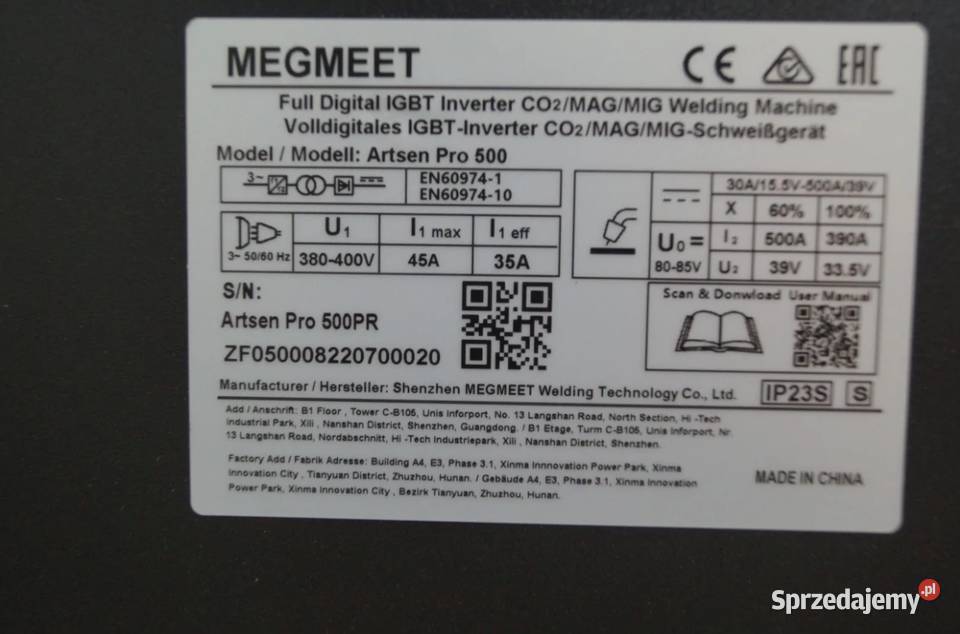 MEGMEET
CE EAC
Full Digital IGBT Inverter CO2/MAG/MIG Welding Machine
Volldigitales IGBT-Inverter CO2/MAG/MIG-Schweißgerät
Model / Modell: Artsen Pro 500
3~
EN60974-1
EN60974-10
U1 I1 max I1 eff
3~ 50/60 Hz 380-400V 45A 35A
30A/15.5V-500A/39V
X 60% 100%
U0= I2 500A 390A
80-85V U2 39V 33.5V
S/N:
Artsen Pro 500PR
ZF050008220700020
Scan & Donwload User Manual
Manufacturer / Hersteller: Shenzhen MEGMEET Welding Technology Co., Ltd. IP23S S
Add / Anschrift: B1 Floor , Tower C-B105, Unis Inforport, No. 13 Langshan Road, North Section, Hi -Tech
Industrial Park, Xili , Nanshan District, Shenzhen, Guangdong. / B1 Etage, Turm C-B105, Unis Inforport, Nr.
13 Langshan Road, Nordabschnitt, Hi -Tech Industriepark, Xili , Nanshan District, Shenzhen.
Factory Add / Fabrik Adresse: Building A4, E3, Phase 3.1, Xinma Innnovation Power Park, Xinma
Innovation City , Tianyuan District, Zhuzhou, Hunan. / Gebäude A4, E3, Phase 3.1, Xinma Innovation
Power Park, Xinma Innovation City , Bezirk Tianyuan, Zhuzhou, Hunan.
MADE IN CHINA
Sprzedajemy.pl